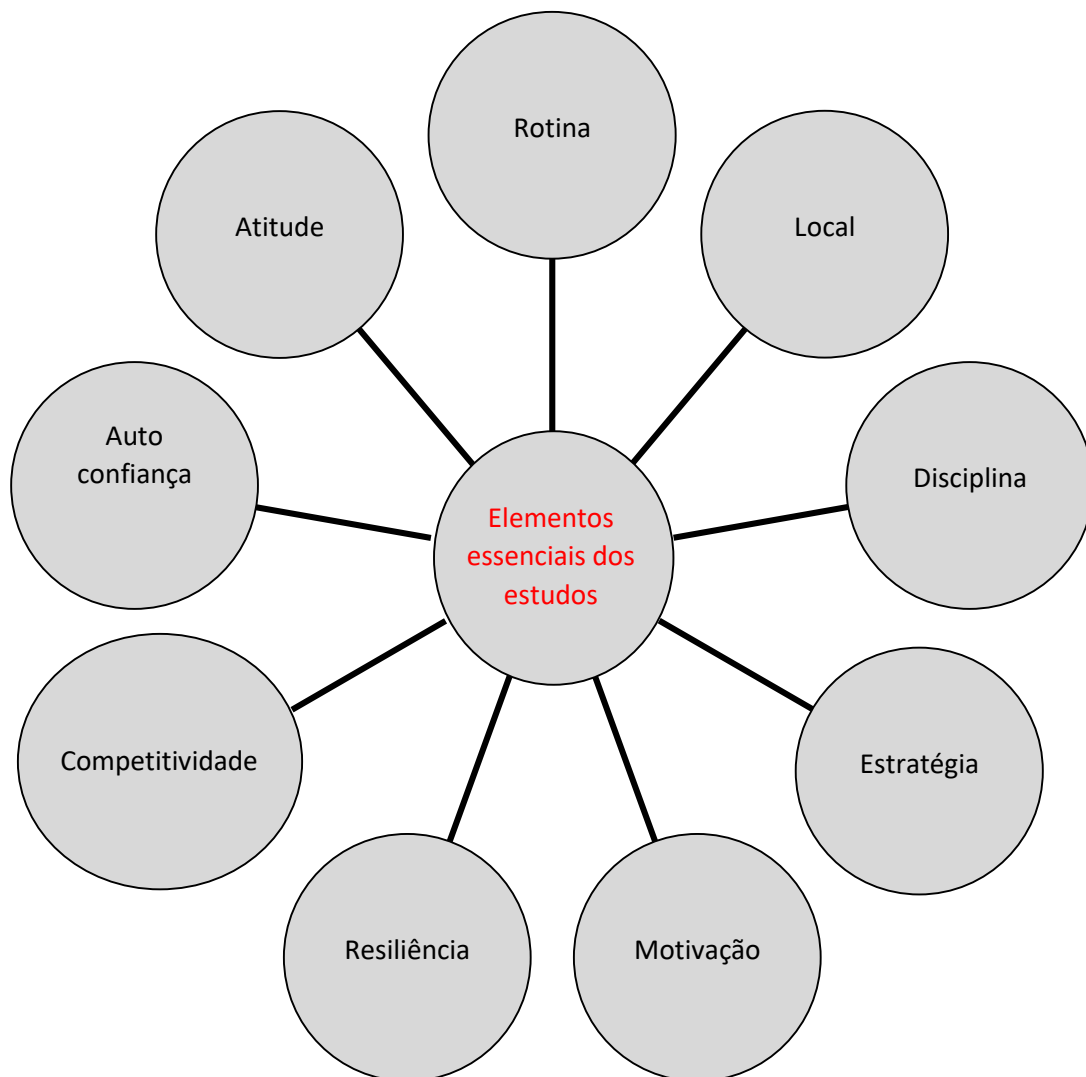 Rotina
Local
Disciplina
Estratégia
Motivação
Resiliência
Competitividade
Auto
confiança
Atitude
Elementos
essenciais dos
estudos